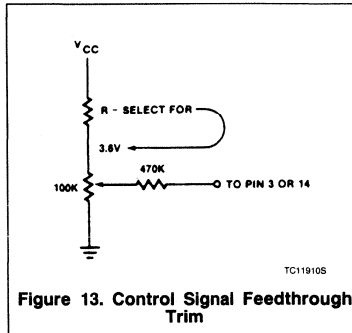 VCC
R - SELECT FOR
3.6V
470K
100K
TO PIN 3 OR 14
TC11910S
Figure 13. Control Signal Feedthrough
Trim